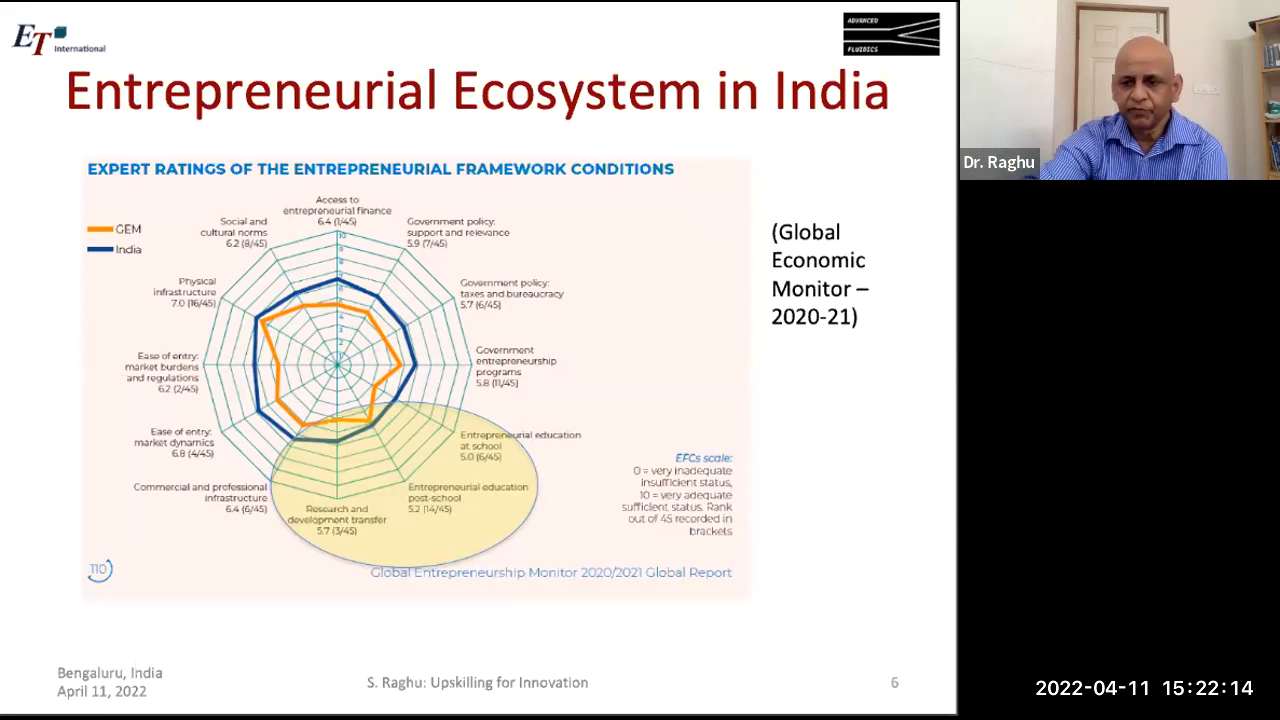 ET
International
ADVANCED
FLUIDICS
Entrepreneurial Ecosystem in India
EXPERT RATINGS OF THE ENTREPRENEURIAL FRAMEWORK CONDITIONS
GEM
India
Access to
entrepreneurial finance
6.4 (1/45)
Government policy:
support and relevance
5.9 (7/45)
Government policy:
taxes and bureaucracy
5.7 (6/45)
Government
entrepreneurship
programs
5.8 (11/45)
Entrepreneurial education
at school
5.0 (6/45)
Entrepreneurial education
post-school
5.2 (14/45)
Research and
development transfer
5.7 (3/45)
Commercial and professional
infrastructure
6.4 (6/45)
Ease of entry:
market dynamics
6.8 (4/45)
Ease of entry:
market burdens
and regulations
6.2 (2/45)
Physical
infrastructure
7.0 (16/45)
Social and
cultural norms
6.2 (8/45)
10
9
8
EFCs scale:
0 = very inadequate
insufficient status,
10 = very adequate
sufficient status. Rank
out of 45 recorded in
brackets
110
Global Entrepreneurship Monitor 2020/2021 Global Report
(Global
Economic
Monitor –
2020-21)
Bengaluru, India
April 11, 2022
S. Raghu: Upskilling for Innovation
6
Dr. Raghu
2022-04-11 15:22:14